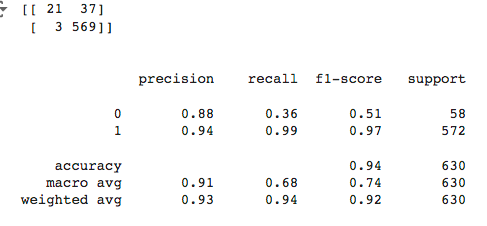 [[ 21  37]
 [  3 569]]
precision recall f1-score support
0 0.88 0.36 0.51 58
1 0.94 0.99 0.97 572
accuracy 0.94 630
macro avg 0.91 0.68 0.74 630
weighted avg 0.93 0.94 0.92 630